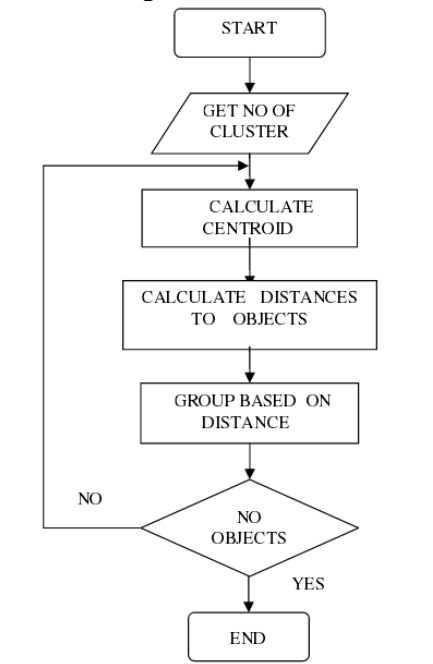 START
GET NO OF
CLUSTER
CALCULATE
CENTROID
CALCULATE DISTANCES
TO OBJECTS
GROUP BASED ON
DISTANCE
NO
NO
OBJECTS
YES
END